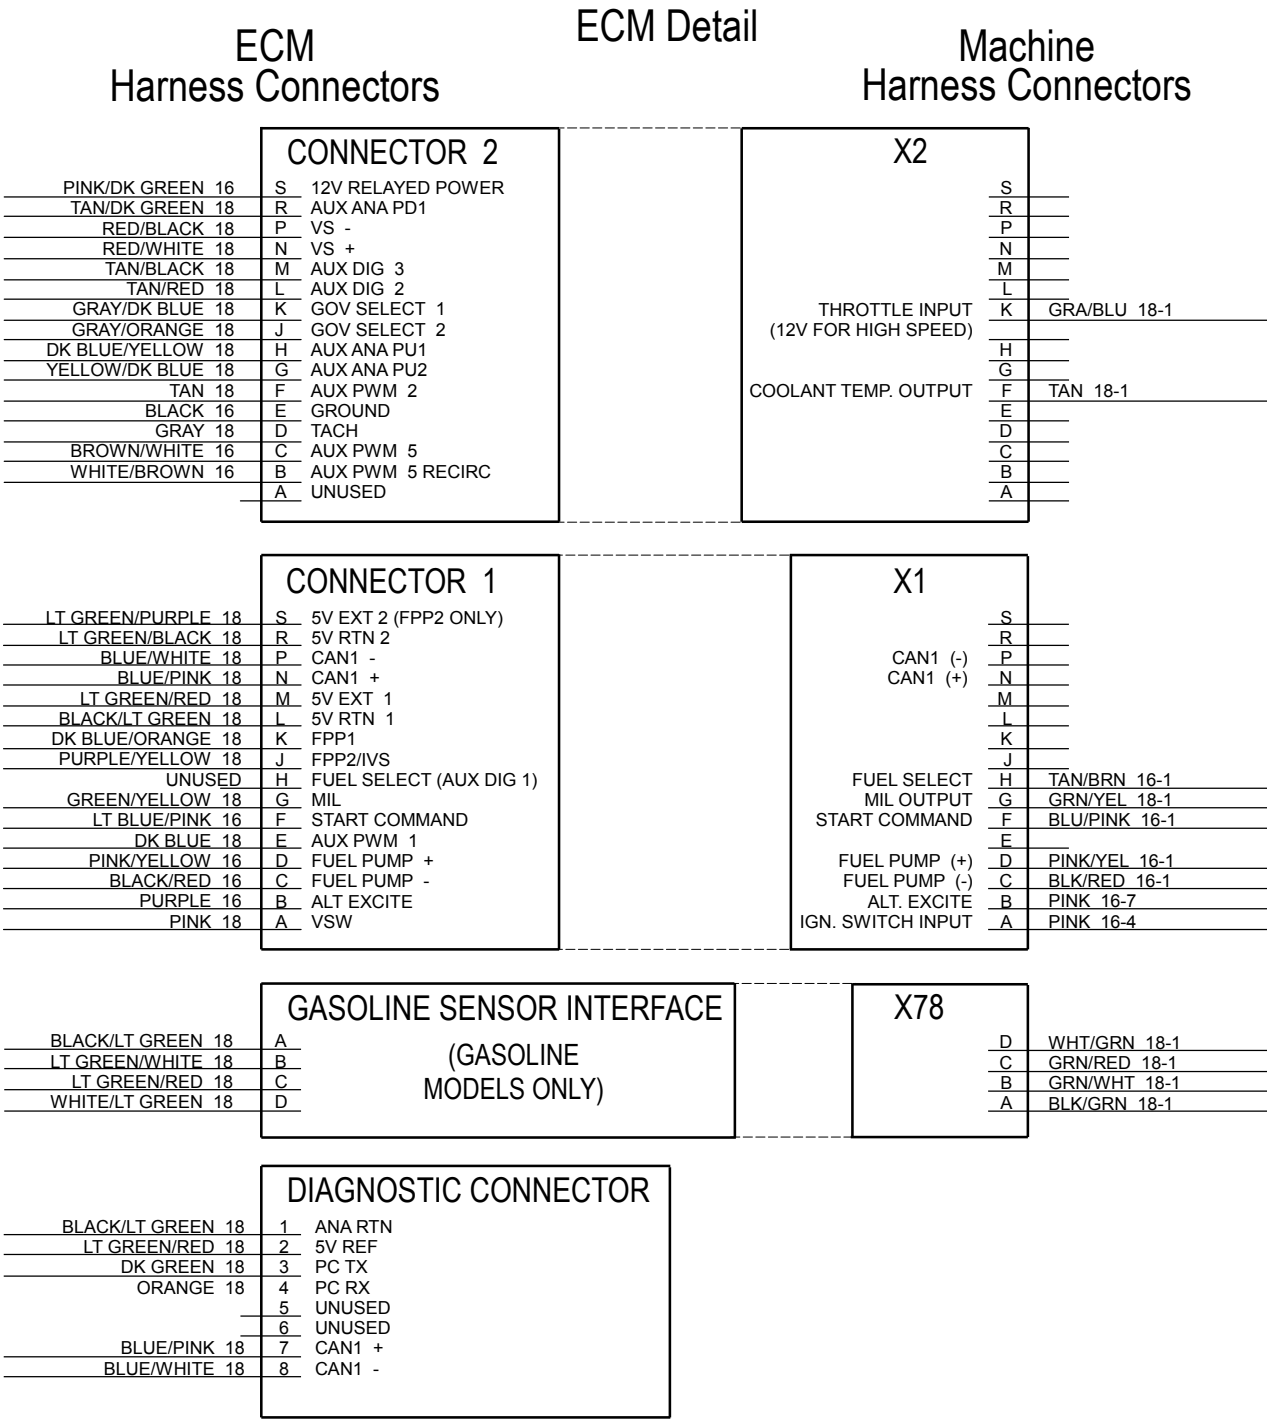 ECM Detail
ECM
Harness Connectors
Machine
Harness Connectors
CONNECTOR 2
PINK/DK GREEN 16 S 12V RELAYED POWER
TAN/DK GREEN 18 R AUX ANA PD1
RED/BLACK 18 P VS -
RED/WHITE 18 N VS +
TAN/BLACK 18 M AUX DIG 3
TAN/RED 18 L AUX DIG 2
GRAY/DK BLUE 18 K GOV SELECT 1
GRAY/ORANGE 18 J GOV SELECT 2
DK BLUE/YELLOW 18 H AUX ANA PU1
YELLOW/DK BLUE 18 G AUX ANA PU2
TAN 18 F AUX PWM 2
BLACK 16 E GROUND
GRAY 18 D TACH
BROWN/WHITE 16 C AUX PWM 5
WHITE/BROWN 16 B AUX PWM 5 RECIRC
A UNUSED
X2
S
R
P
N
M
L
THROTTLE INPUT K GRA/BLU 18-1
(12V FOR HIGH SPEED)
H
G
COOLANT TEMP. OUTPUT F TAN 18-1
E
D
C
B
A
CONNECTOR 1
LT GREEN/PURPLE 18 S 5V EXT 2 (FPP2 ONLY)
LT GREEN/BLACK 18 R 5V RTN 2
BLUE/WHITE 18 P CAN1 -
BLUE/PINK 18 N CAN1 +
LT GREEN/RED 18 M 5V EXT 1
BLACK/LT GREEN 18 L 5V RTN 1
DK BLUE/ORANGE 18 K FPP1
PURPLE/YELLOW 18 J FPP2/IVS
UNUSED H FUEL SELECT (AUX DIG 1)
GREEN/YELLOW 18 G MIL
LT BLUE/PINK 16 F START COMMAND
DK BLUE 18 E AUX PWM 1
PINK/YELLOW 16 D FUEL PUMP +
BLACK/RED 16 C FUEL PUMP -
PURPLE 16 B ALT EXCITE
PINK 18 A VSW
X1
S
R
CAN1 (-) P
CAN1 (+) N
M
L
K
J
FUEL SELECT H TAN/BRN 16-1
MIL OUTPUT G GRN/YEL 18-1
START COMMAND F BLU/PINK 16-1
E
FUEL PUMP (+) D PINK/YEL 16-1
FUEL PUMP (-) C BLK/RED 16-1
ALT. EXCITE B PINK 16-7
IGN. SWITCH INPUT A PINK 16-4
GASOLINE SENSOR INTERFACE
(GASOLINE
MODELS ONLY)
BLACK/LT GREEN 18 A
LT GREEN/WHITE 18 B
LT GREEN/RED 18 C
WHITE/LT GREEN 18 D
X78
D WHT/GRN 18-1
C GRN/RED 18-1
B GRN/WHT 18-1
A BLK/GRN 18-1
DIAGNOSTIC CONNECTOR
BLACK/LT GREEN 18 1 ANA RTN
LT GREEN/RED 18 2 5V REF
DK GREEN 18 3 PC TX
ORANGE 18 4 PC RX
5 UNUSED
6 UNUSED
BLUE/PINK 18 7 CAN1 +
BLUE/WHITE 18 8 CAN1 -